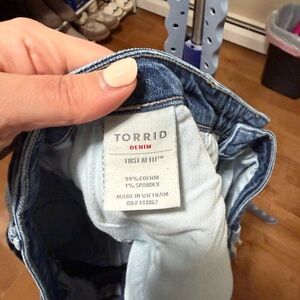 TORRID
DENIM
FIRST AT FIT™
99% COTTON
1% SPANDEX
MADE IN VIETNAM